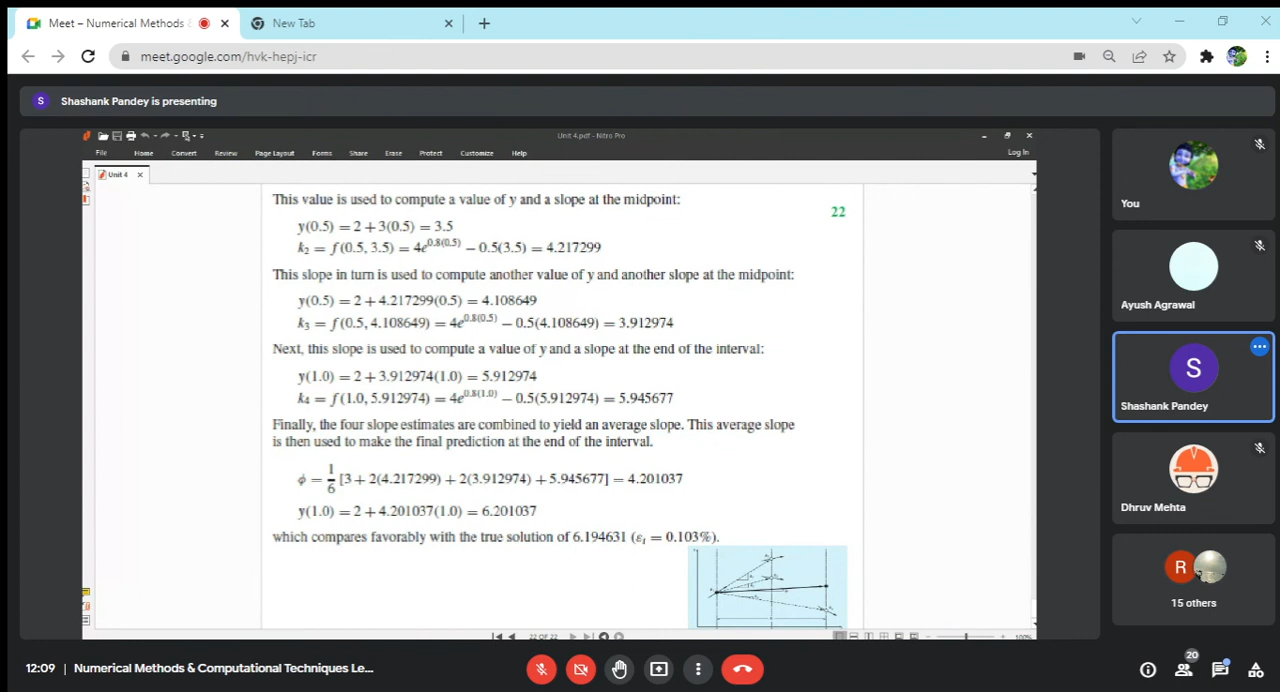 Meet – Numerical Methods &
New Tab
meet.google.com/hvk-hepj-icr
S Shashank Pandey is presenting
Unit 4.pdf - Nitro Pro
File Home Convert Review Page Layout Forms Share Erase Protect Customize Help Log In
Unit 4
This value is used to compute a value of y and a slope at the midpoint:
22
y(0.5) = 2 + 3(0.5) = 3.5
k₂ = f(0.5, 3.5) = 4e^0.8(0.5) − 0.5(3.5) = 4.217299
This slope in turn is used to compute another value of y and another slope at the midpoint:
y(0.5) = 2 + 4.217299(0.5) = 4.108649
k₃ = f(0.5, 4.108649) = 4e^0.8(0.5) − 0.5(4.108649) = 3.912974
Next, this slope is used to compute a value of y and a slope at the end of the interval:
y(1.0) = 2 + 3.912974(1.0) = 5.912974
k₄ = f(1.0, 5.912974) = 4e^0.8(1.0) − 0.5(5.912974) = 5.945677
Finally, the four slope estimates are combined to yield an average slope. This average slope
is then used to make the final prediction at the end of the interval.
ϕ = 1/6 [3 + 2(4.217299) + 2(3.912974) + 5.945677] = 4.201037
y(1.0) = 2 + 4.201037(1.0) = 6.201037
which compares favorably with the true solution of 6.194631 (εₜ = 0.103%).
22 OF 22
100%
You
Ayush Agrawal
S
Shashank Pandey
Dhruv Mehta
R
15 others
12:09 | Numerical Methods & Computational Techniques Le...
20